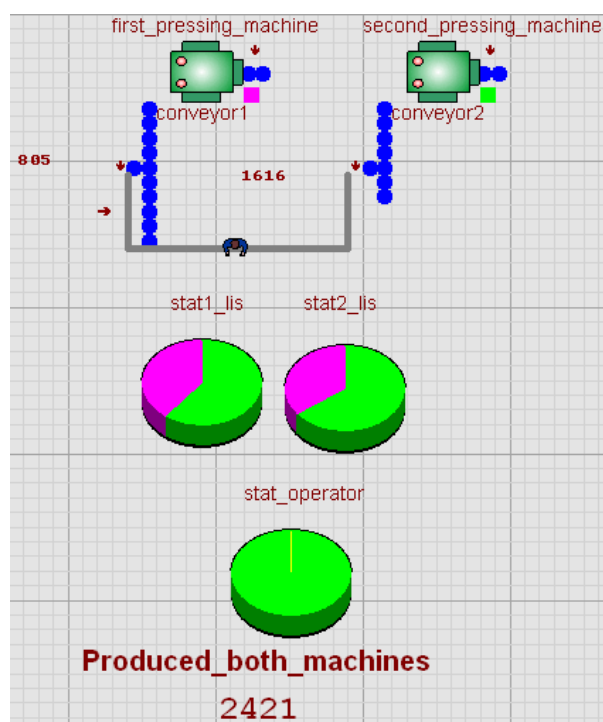 first_pressing_machine second_pressing_machine
conveyor1 conveyor2
805 1616
stat1_lis stat2_lis
stat_operator
Produced_both_machines
2421